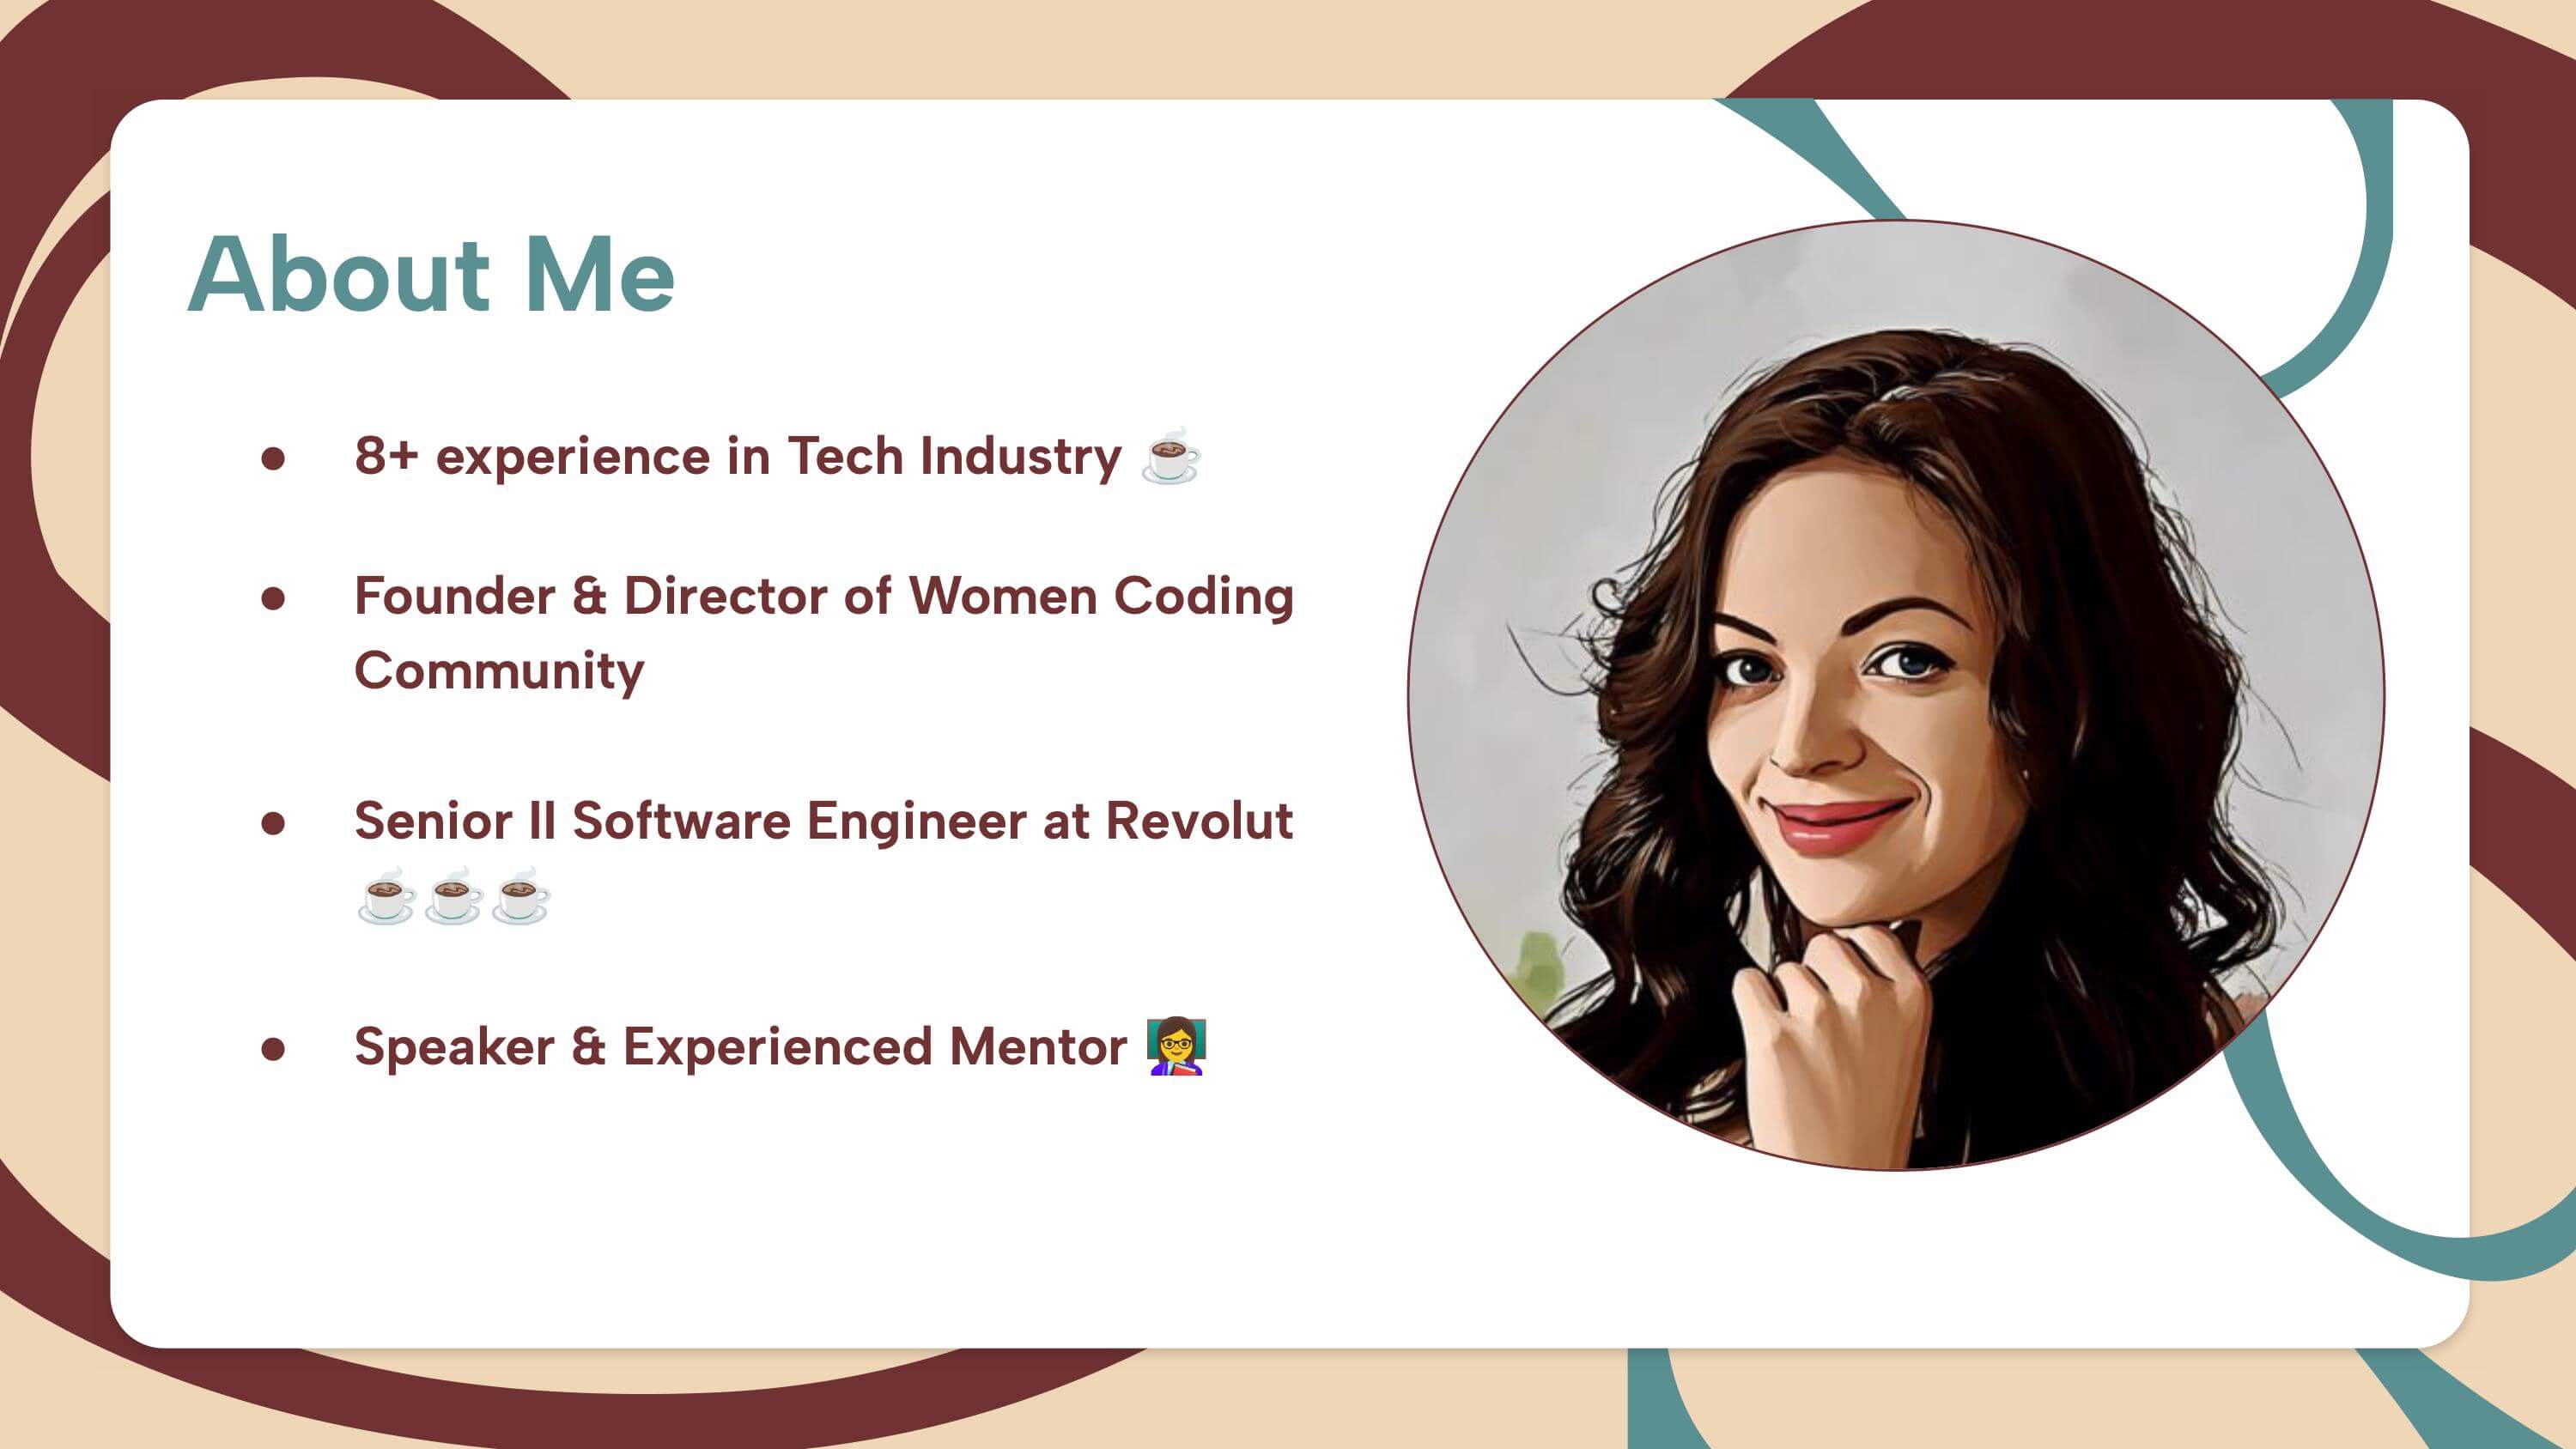 About Me
● 8+ experience in Tech Industry ☕
● Founder & Director of Women Coding
Community
● Senior II Software Engineer at Revolut
☕☕☕
● Speaker & Experienced Mentor 👩‍🏫